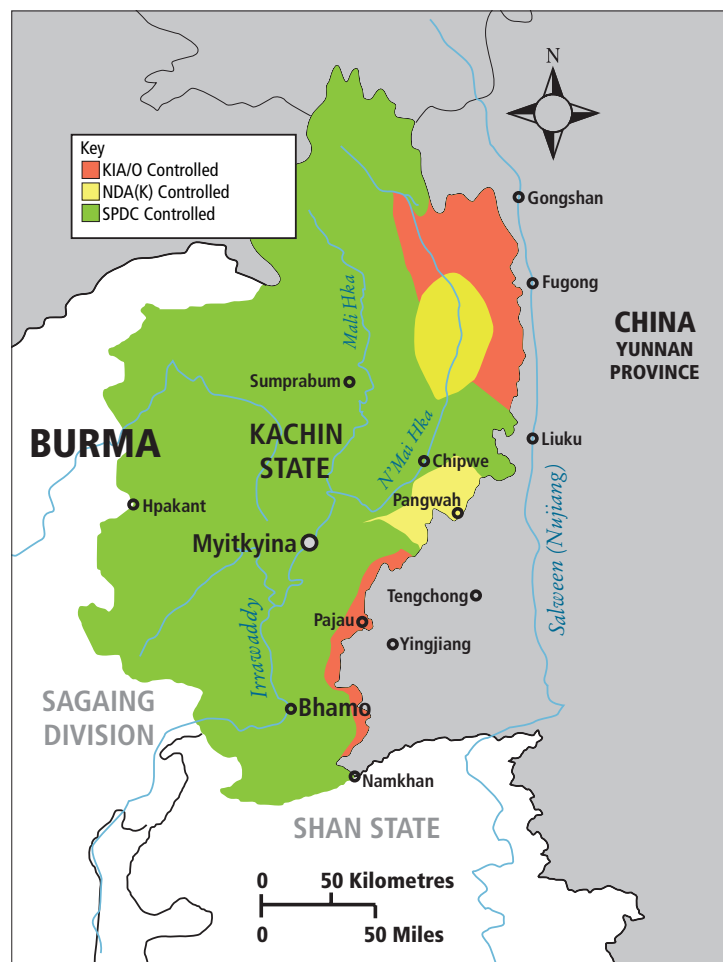 N
Key
KIA/O Controlled
NDA(K) Controlled
SPDC Controlled
Gongshan
Fugong
Mali Hka
CHINA
YUNNAN
PROVINCE
Sumprabum
BURMA
KACHIN
STATE
N'Mai Hka
Liuku
Chipwe
Hpakant
Pangwah
Salween (Nujiang)
Myitkyina
Tengchong
Pajau
Yingjiang
Irrawaddy
SAGAING
DIVISION
Bhamo
Namkhan
SHAN STATE
0 50 Kilometres
0 50 Miles